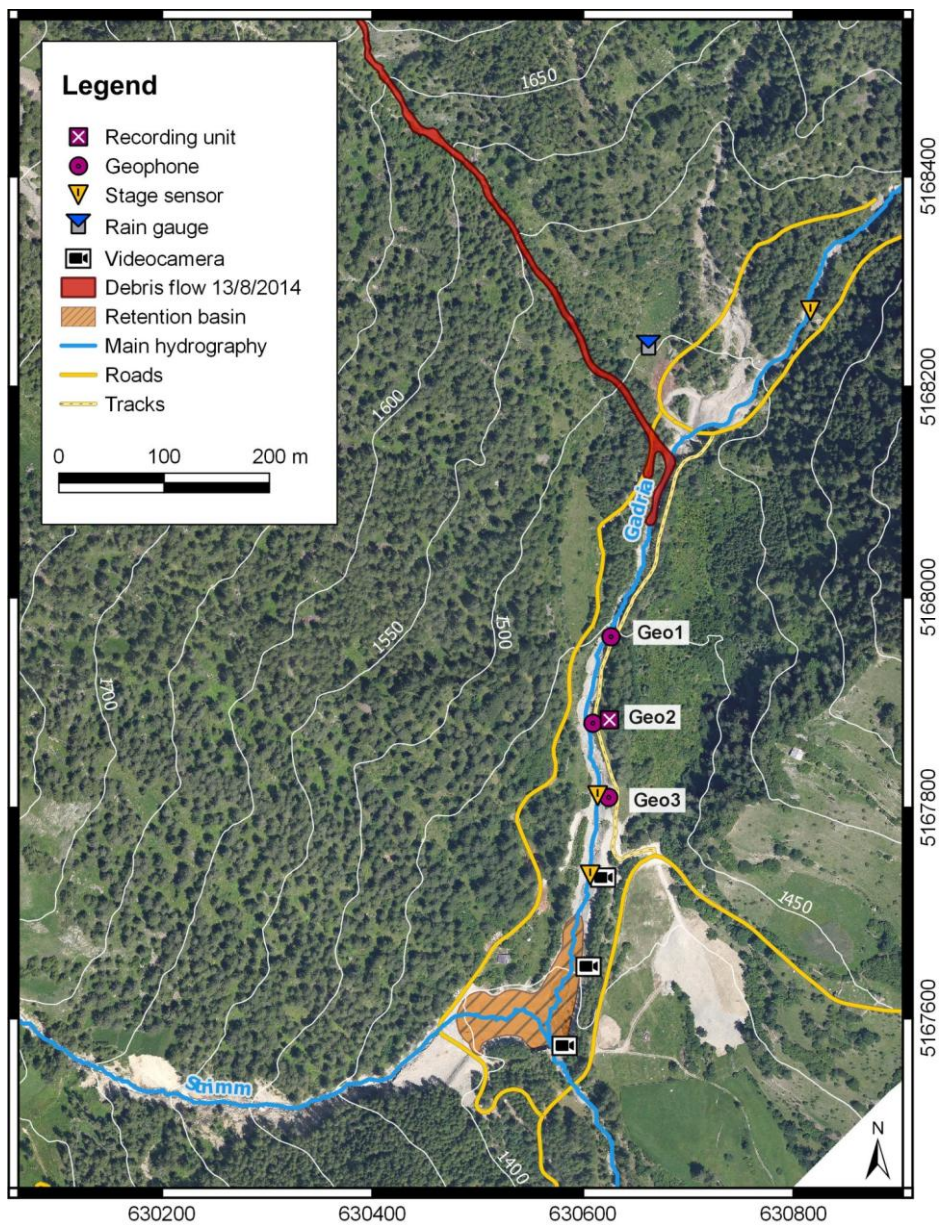 Legend
Recording unit
Geophone
Stage sensor
Rain gauge
Videocamera
Debris flow 13/8/2014
Retention basin
Main hydrography
Roads
Tracks
0 100 200 m
1650
5168400
1600
5168200
Gadria
5168000
Geo1
1550
1500
1700
Geo2
Geo3
5167800
1450
5167600
Strimm
1400
N
630200 630400 630600 630800